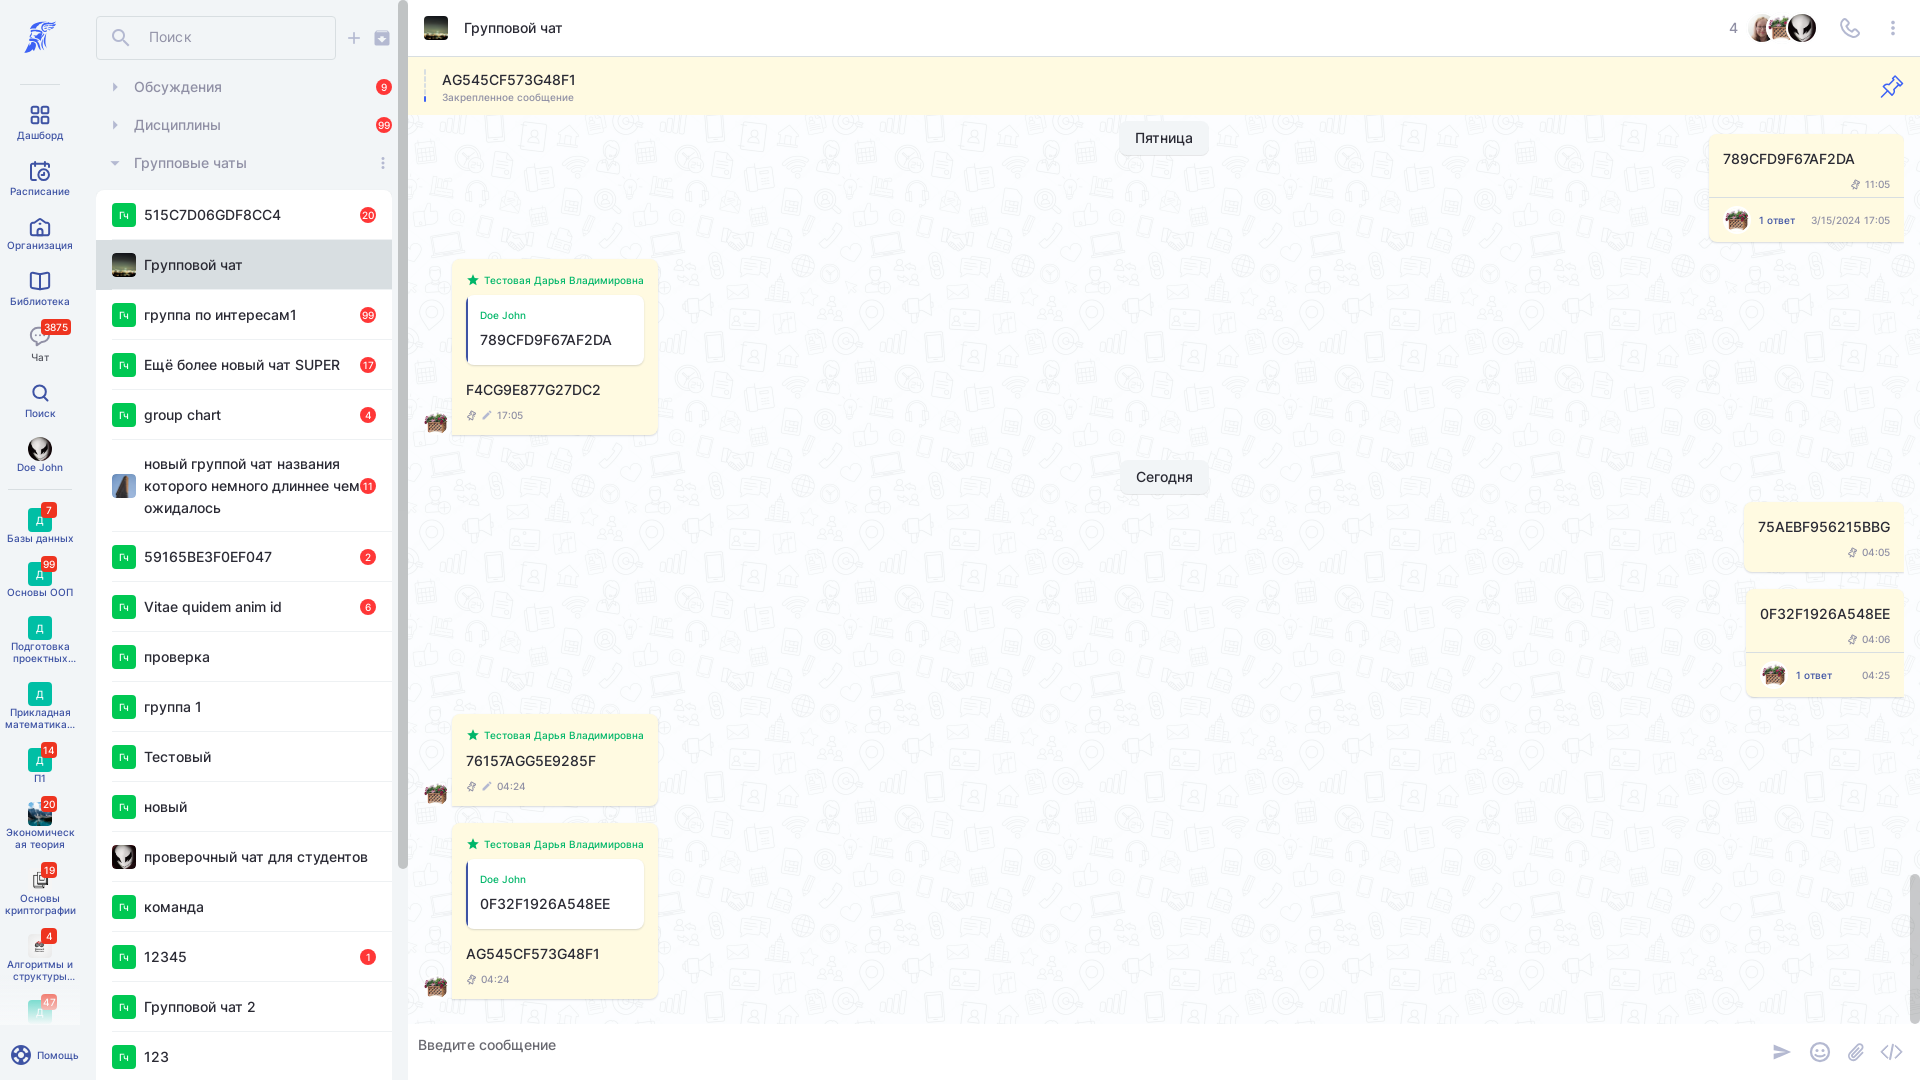 Дашборд
Расписание
Организация
Библиотека
3875
Чат
Поиск
Doe John
7
Д
Базы данных
99
Д
Основы ООП
Д
Подготовка
проектных...
Д
Прикладная
математика...
14
Д
П1
20
Экономическ
ая теория
19
Основы
криптографии
4
Алгоритмы и
структуры...
47
Д
Помощь
Поиск
Обсуждения 9
Дисциплины 99
Групповые чаты
Гч 515C7D06GDF8CC4 20
Групповой чат
Гч группа по интересам1 99
Гч Ещё более новый чат SUPER 17
Гч group chart 4
новый группой чат названия
которого немного длиннее чем 11
ожидалось
Гч 59165BE3F0EF047 2
Гч Vitae quidem anim id 6
Гч проверка
Гч группа 1
Гч Тестовый
Гч новый
проверочный чат для студентов
Гч команда
Гч 12345 1
Гч Групповой чат 2
Гч 123
Групповой чат 4
AG545CF573G48F1
Закрепленное сообщение
Пятница
789CFD9F67AF2DA
11:05
1 ответ 3/15/2024 17:05
Тестовая Дарья Владимировна
Doe John
789CFD9F67AF2DA
F4CG9E877G27DC2
17:05
Сегодня
75AEBF956215BBG
04:05
0F32F1926A548EE
04:06
1 ответ 04:25
Тестовая Дарья Владимировна
76157AGG5E9285F
04:24
Тестовая Дарья Владимировна
Doe John
0F32F1926A548EE
AG545CF573G48F1
04:24
Введите сообщение